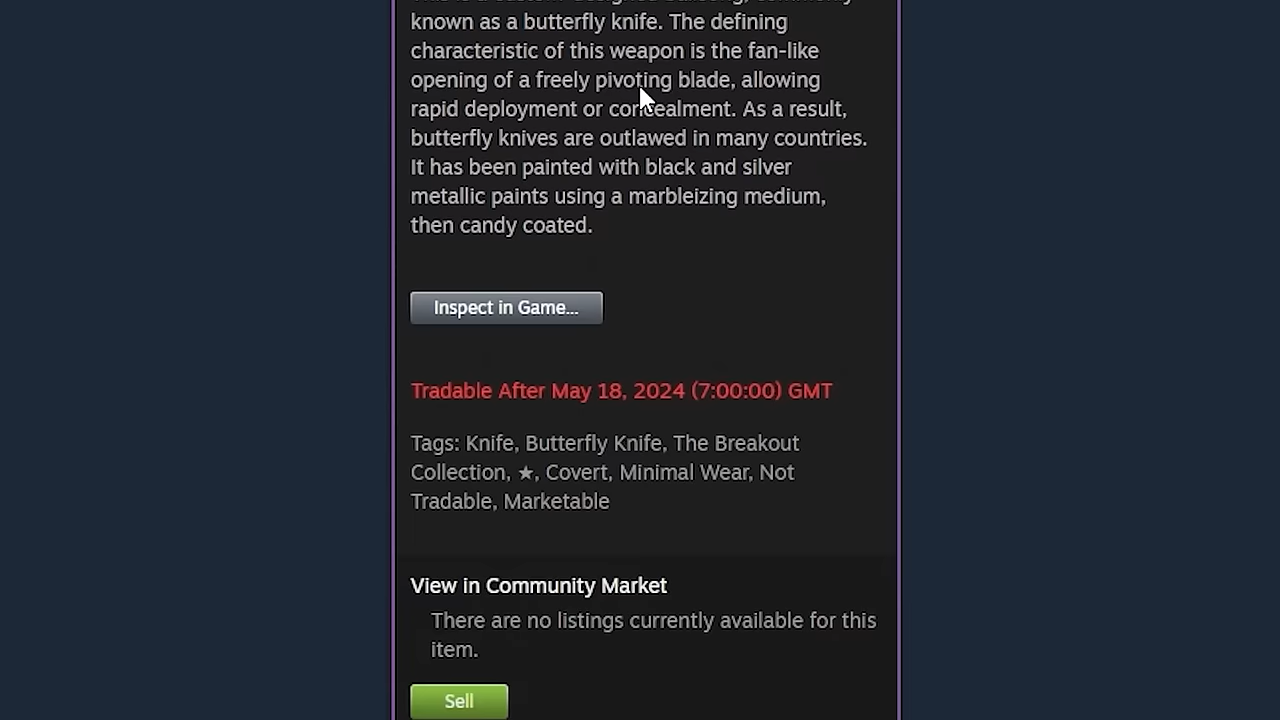 known as a butterfly knife. The defining
characteristic of this weapon is the fan-like
opening of a freely pivoting blade, allowing
rapid deployment or concealment. As a result,
butterfly knives are outlawed in many countries.
It has been painted with black and silver
metallic paints using a marbleizing medium,
then candy coated.
Inspect in Game...
Tradable After May 18, 2024 (7:00:00) GMT
Tags: Knife, Butterfly Knife, The Breakout
Collection, ★, Covert, Minimal Wear, Not
Tradable, Marketable
View in Community Market
There are no listings currently available for this
item.
Sell